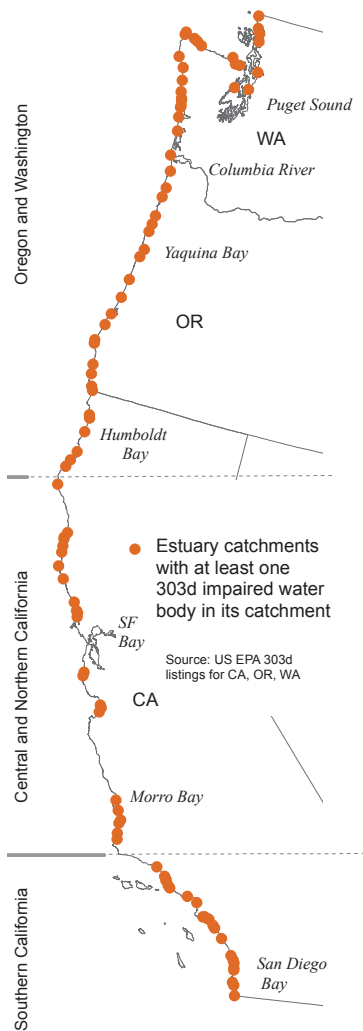 Puget Sound
WA
Columbia River
Oregon and Washington
Yaquina Bay
OR
Humboldt
Bay
Estuary catchments
with at least one
303d impaired water
body in its catchment
SF
Bay
Source: US EPA 303d
listings for CA, OR, WA
Central and Northern California
CA
Morro Bay
Southern California
San Diego
Bay